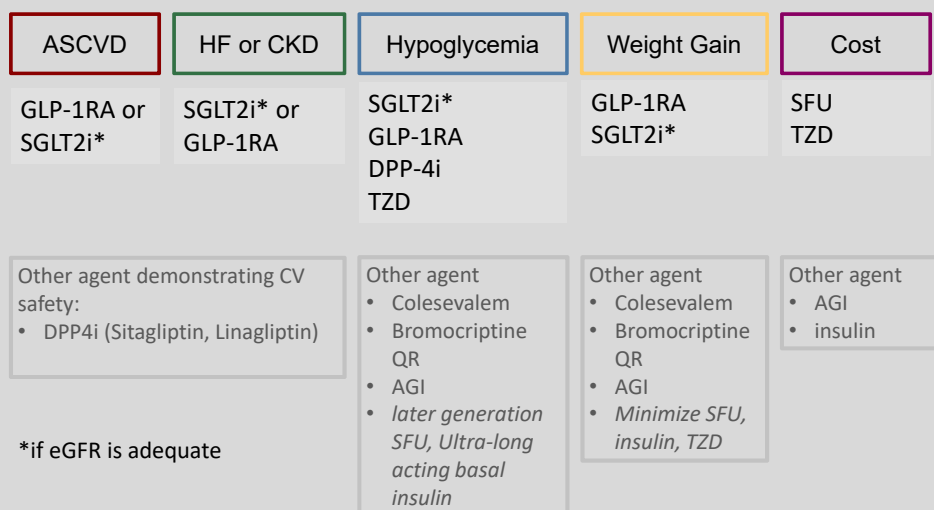 ASCVD
HF or CKD
Hypoglycemia
Weight Gain
Cost
GLP-1RA or
SGLT2i*
SGLT2i* or
GLP-1RA
SGLT2i*
GLP-1RA
DPP-4i
TZD
GLP-1RA
SGLT2i*
SFU
TZD
Other agent demonstrating CV
safety:
• DPP4i (Sitagliptin, Linagliptin)
Other agent
• Colesevalem
• Bromocriptine
QR
• AGI
• later generation
SFU, Ultra-long
acting basal
insulin
Other agent
• Colesevalem
• Bromocriptine
QR
• AGI
• Minimize SFU,
insulin, TZD
Other agent
• AGI
• insulin
*if eGFR is adequate